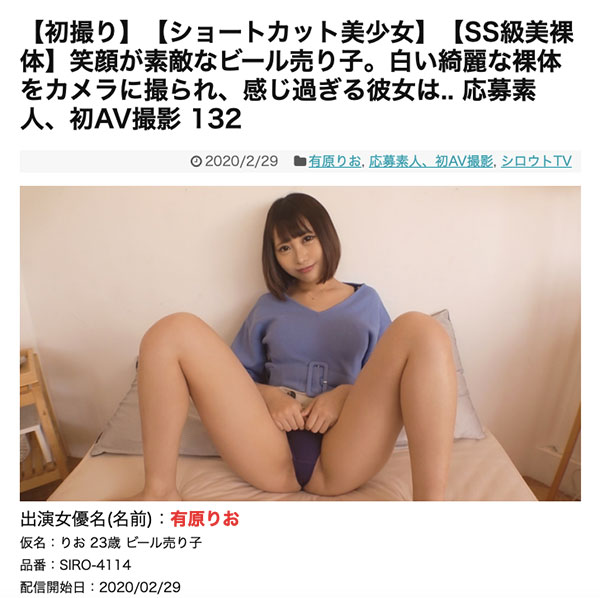 【初撮り】【ショートカット美少女】【SS級美裸
体】笑顔が素敵なビール売り子。白い綺麗な裸体
をカメラに撮られ、感じ過ぎる彼女は.. 応募素
人、初AV撮影 132
2020/2/29 有原りお, 応募素人、初AV撮影, シロウトTV
出演女優名(名前)：有原りお
仮名：りお 23歳 ビール売り子
品番：SIRO-4114
配信開始日：2020/02/29